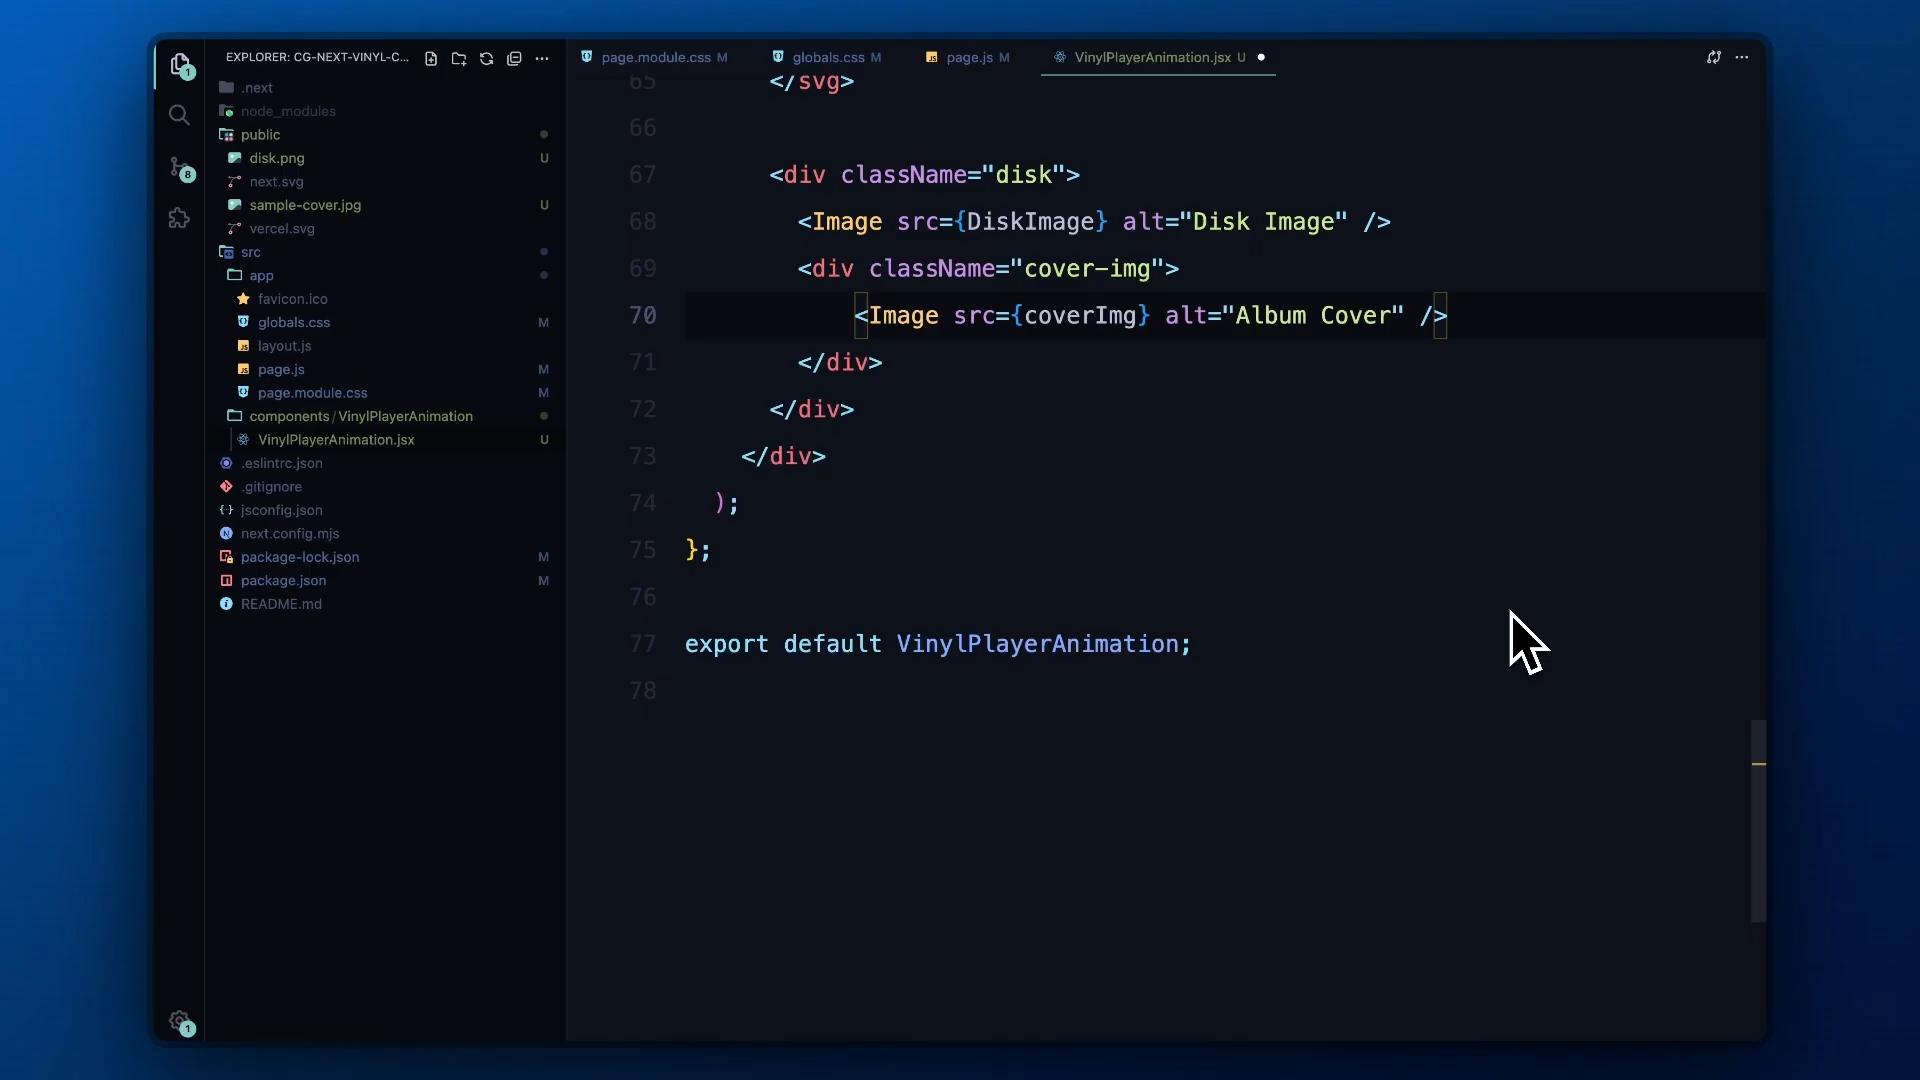 EXPLORER: CG-NEXT-VINYL-C...
1
8
1
.next
node_modules
public
disk.png U
next.svg
sample-cover.jpg U
vercel.svg
src
app
favicon.ico
globals.css M
layout.js
page.js M
page.module.css M
components / VinylPlayerAnimation
VinylPlayerAnimation.jsx U
.eslintrc.json
.gitignore
jsconfig.json
next.config.mjs
package-lock.json M
package.json M
README.md
page.module.css M globals.css M page.js M VinylPlayerAnimation.jsx U
65 </svg>
66
67 <div className="disk">
68 <Image src={DiskImage} alt="Disk Image" />
69 <div className="cover-img">
70 <Image src={coverImg} alt="Album Cover" />
71 </div>
72 </div>
73 </div>
74 );
75 };
76
77 export default VinylPlayerAnimation;
78